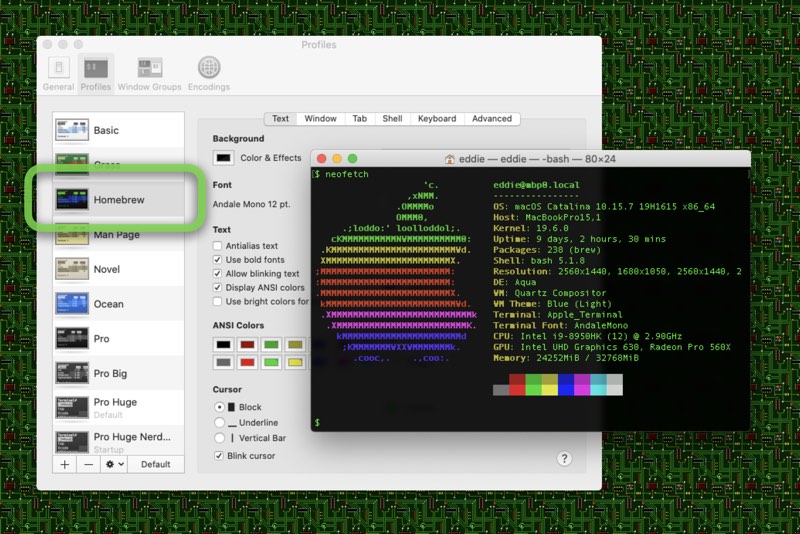 Profiles
General
Profiles
Window Groups
Encodings
Basic
Grass
Homebrew
Man Page
Novel
Ocean
Pro
Pro Big
Pro Huge
Default
Pro Huge Nerd...
Startup
+ − Default
Text Window Tab Shell Keyboard Advanced
Background
Color & Effects
Font
Andale Mono 12 pt.
Text
Antialias text
Use bold fonts
Allow blinking text
Display ANSI colors
Use bright colors for
ANSI Colors
Cursor
Block
Underline
Vertical Bar
Blink cursor
?
eddie — eddie — -bash — 80×24
[$ neofetch
'c.
,xNMM.
.OMMMMo
OMMM0,
.;loddo:' loolloddol;.
cKMMMMMMMMMMNWMMMMMMMMMM0:
.KMMMMMMMMMMMMMMMMMMMMMMMWd.
XMMMMMMMMMMMMMMMMMMMMMMMX.
;MMMMMMMMMMMMMMMMMMMMMMMM:
:MMMMMMMMMMMMMMMMMMMMMMMM:
.MMMMMMMMMMMMMMMMMMMMMMMMX.
kMMMMMMMMMMMMMMMMMMMMMMMMWd.
.XMMMMMMMMMMMMMMMMMMMMMMMMMMk
.XMMMMMMMMMMMMMMMMMMMMMMMMK.
kMMMMMMMMMMMMMMMMMMMMMMd
;KMMMMMMMWXXWMMMMMMMk.
.cooc,. .,coo:.
eddie@mbp8.local
----------------
OS: macOS Catalina 10.15.7 19H1615 x86_64
Host: MacBookPro15,1
Kernel: 19.6.0
Uptime: 9 days, 2 hours, 30 mins
Packages: 238 (brew)
Shell: bash 5.1.8
Resolution: 2560x1440, 1680x1050, 2560x1440, 2
DE: Aqua
WM: Quartz Compositor
WM Theme: Blue (Light)
Terminal: Apple_Terminal
Terminal Font: AndaleMono
CPU: Intel i9-8950HK (12) @ 2.90GHz
GPU: Intel UHD Graphics 630, Radeon Pro 560X
Memory: 24252MiB / 32768MiB
$